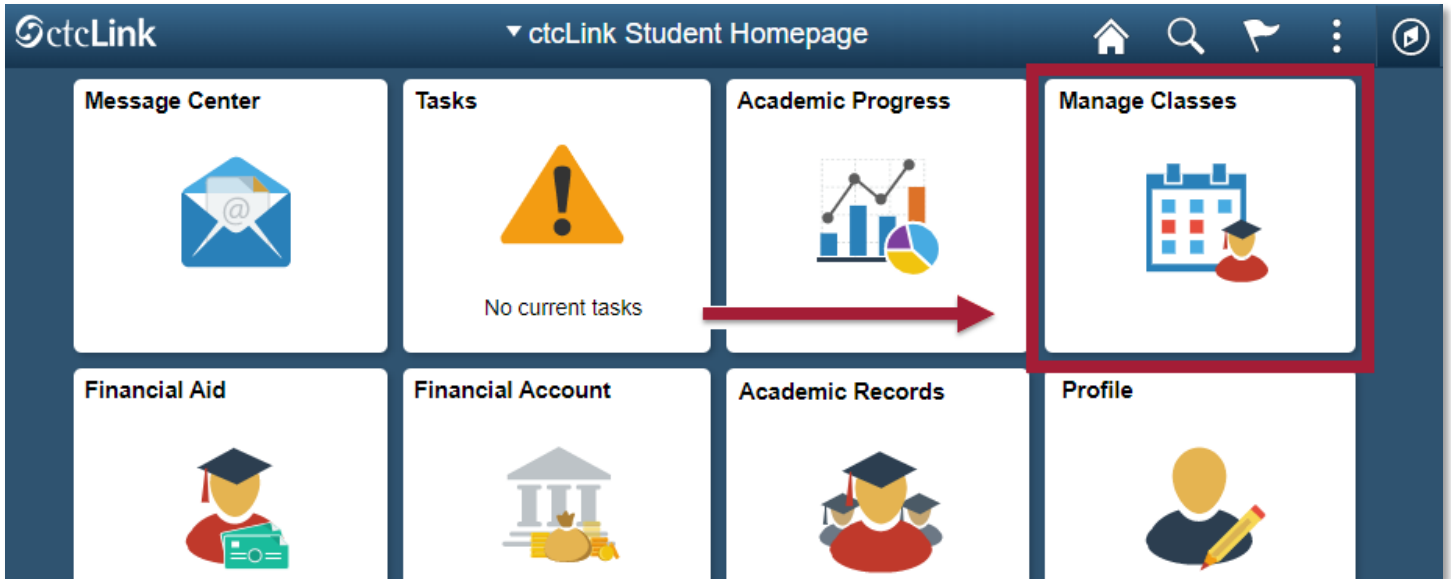 ctcLink
ctcLink Student Homepage
Message Center
Tasks
Academic Progress
Manage Classes
@
No current tasks
Financial Aid
Financial Account
Academic Records
Profile